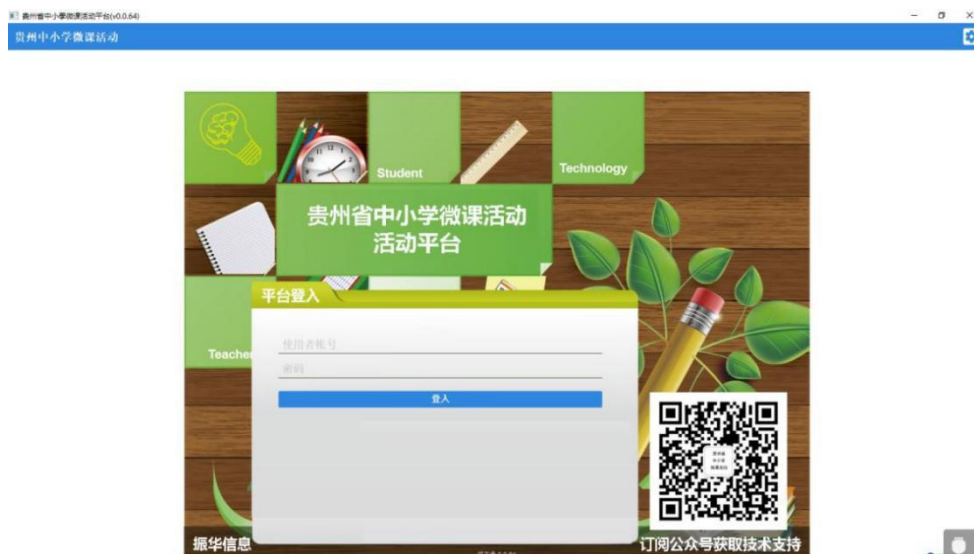 贵州省中小學微课活动平台(v0.0.64)
贵州中小学微课活动
Student
Technology
贵州省中小学微课活动
活动平台
平台登入
Teache
使用者帐号
密码
登入
振华信息
订阅公众号获取技术支持